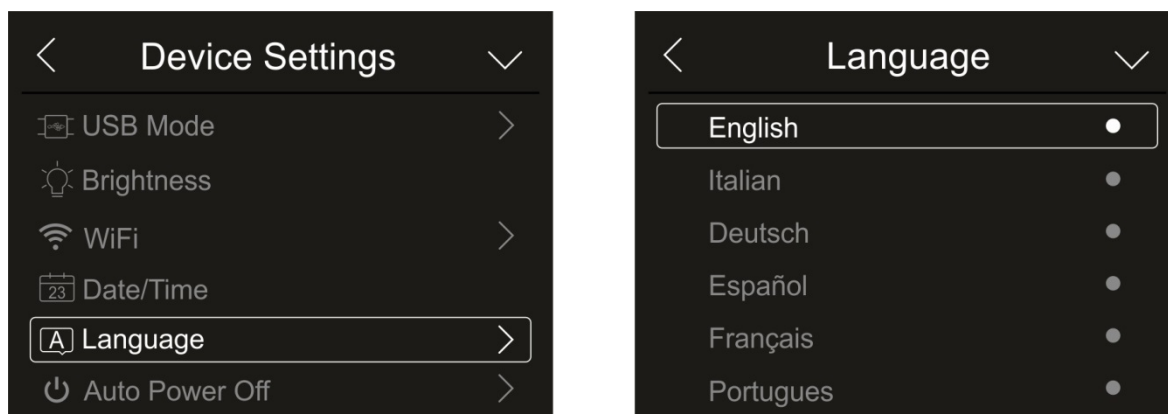 Device Settings
USB Mode
Brightness
WiFi
23 Date/Time
A Language
Auto Power Off
Language
English
Italian
Deutsch
Español
Français
Portugues